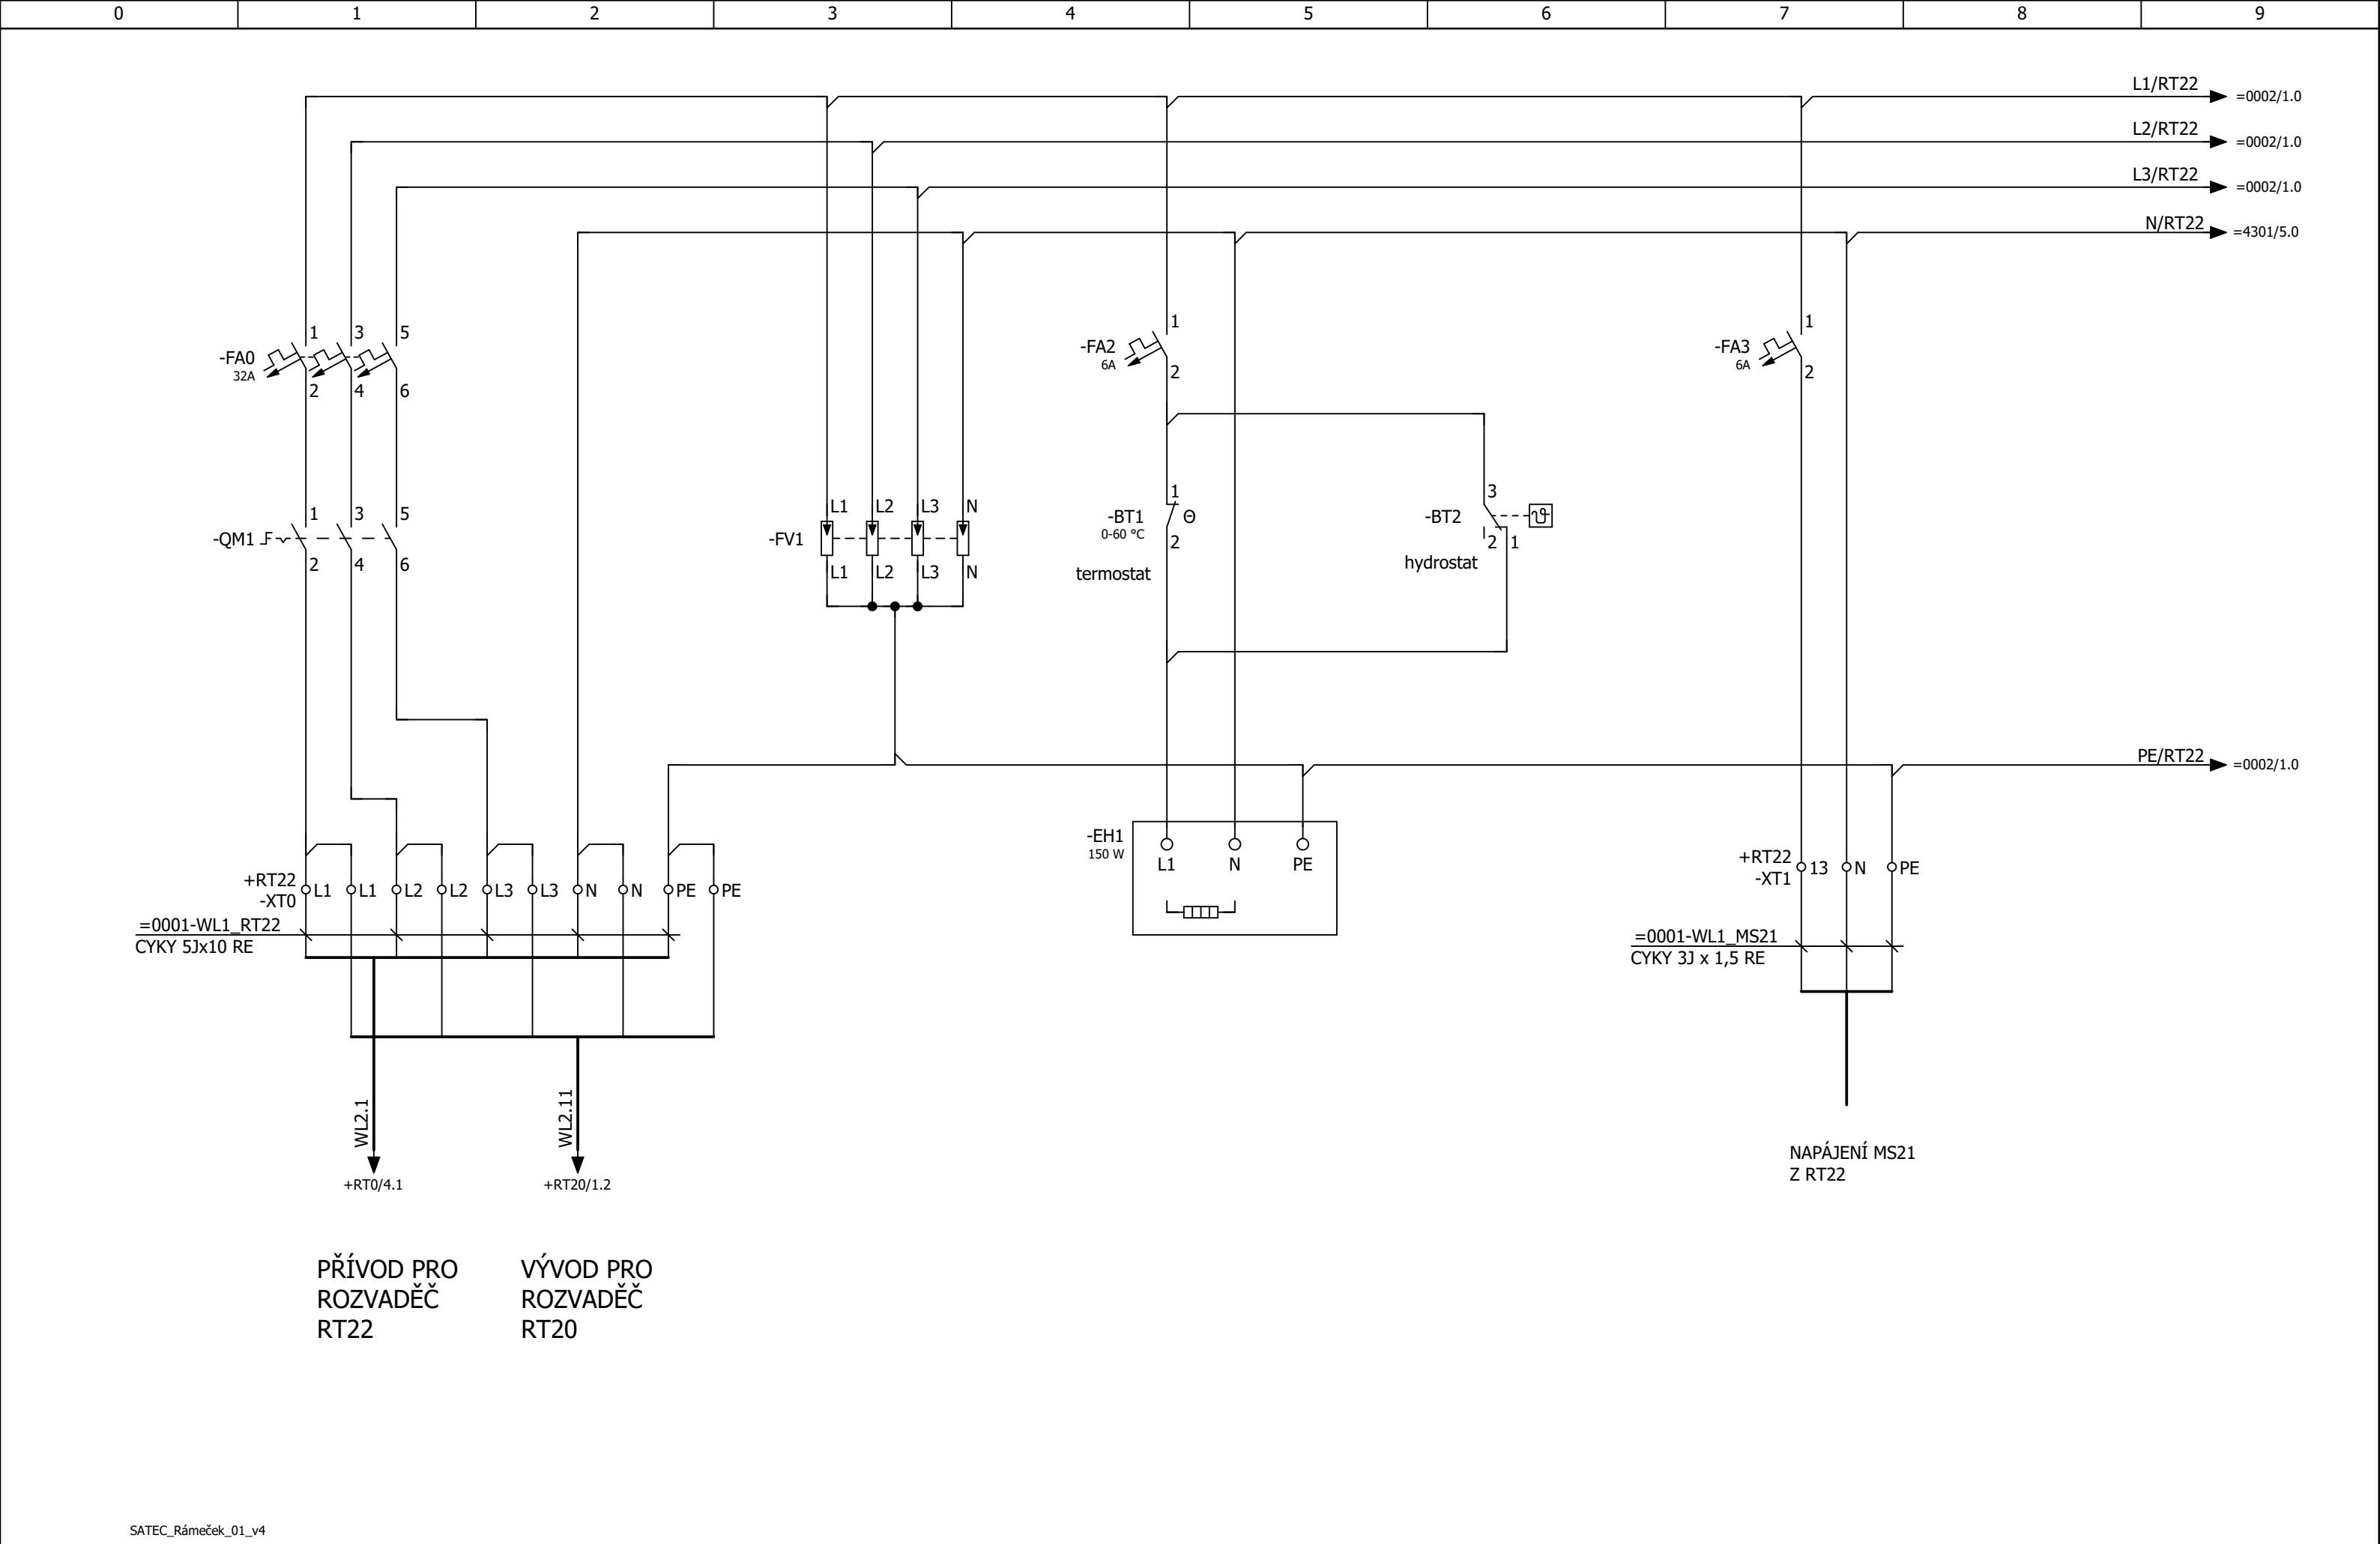 0 1 2 3 4 5 6 7 8 9
L1/RT22 =0002/1.0
L2/RT22 =0002/1.0
L3/RT22 =0002/1.0
N/RT22 =4301/5.0
-FA0
32A
1 3 5
2 4 6
-FA2
6A
1
2
-FA3
6A
1
2
-QM1
1 3 5
2 4 6
-FV1
L1 L2 L3 N
L1 L2 L3 N
-BT1
0-60 °C
1
2
Θ
termostat
-BT2
3
2 1
ϑ
hydrostat
PE/RT22 =0002/1.0
-EH1
150 W
L1 N PE
+RT22
-XT0
L1 L1 L2 L2 L3 L3 N N PE PE
=0001-WL1_RT22
CYKY 5Jx10 RE
+RT22
-XT1
13 N PE
=0001-WL1_MS21
CYKY 3J x 1,5 RE
WL2.1
+RT0/4.1
WL2.11
+RT20/1.2
NAPÁJENÍ MS21
Z RT22
PŘÍVOD PRO
ROZVADĚČ
RT22
VÝVOD PRO
ROZVADĚČ
RT20
SATEC_Rámeček_01_v4